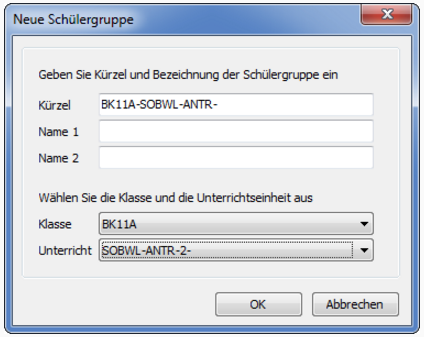 Neue Schülergruppe
Geben Sie Kürzel und Bezeichnung der Schülergruppe ein
Kürzel BK11A-SOBWL-ANTR-
Name 1
Name 2
Wählen Sie die Klasse und die Unterrichtseinheit aus
Klasse BK11A
Unterricht SOBWL-ANTR-2-
OK Abbrechen